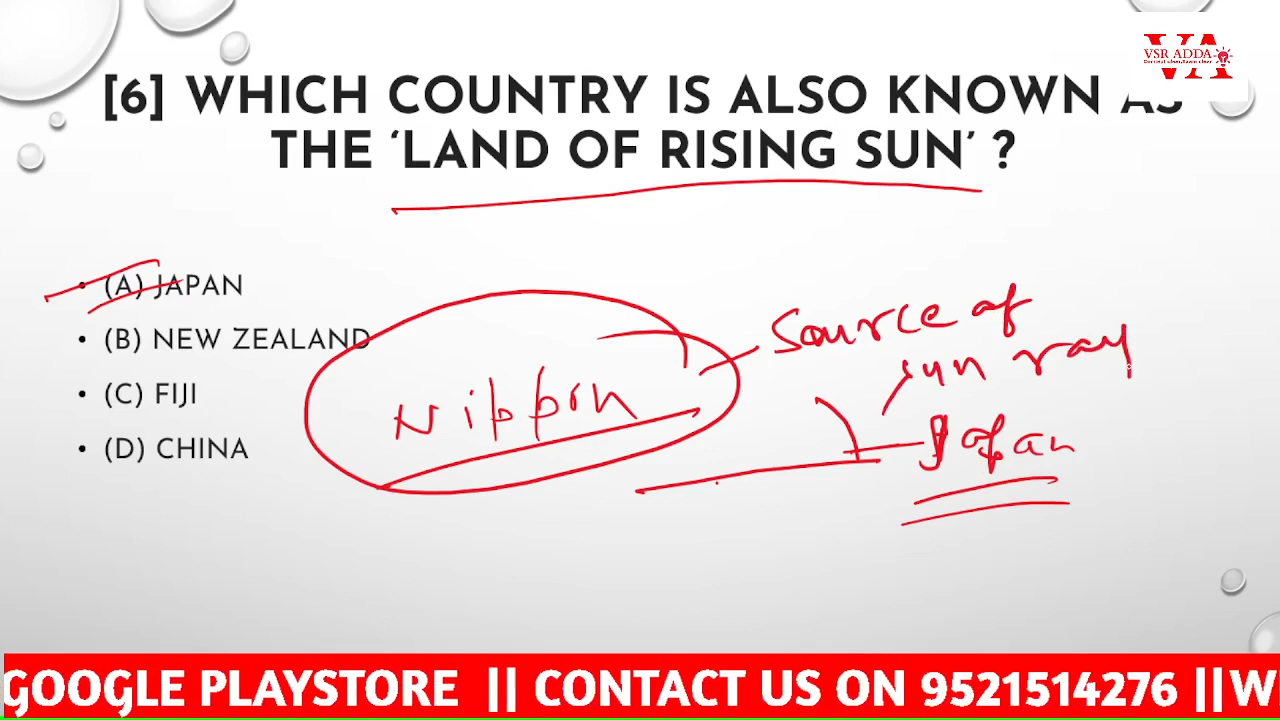 VSR ADDA
[6] WHICH COUNTRY IS ALSO KNOWN AS
THE ‘LAND OF RISING SUN’ ?
• (A) JAPAN
• (B) NEW ZEALAND
• (C) FIJI
• (D) CHINA
Nippon
Source of
sun ray
Japan
GOOGLE PLAYSTORE || CONTACT US ON 9521514276 || W